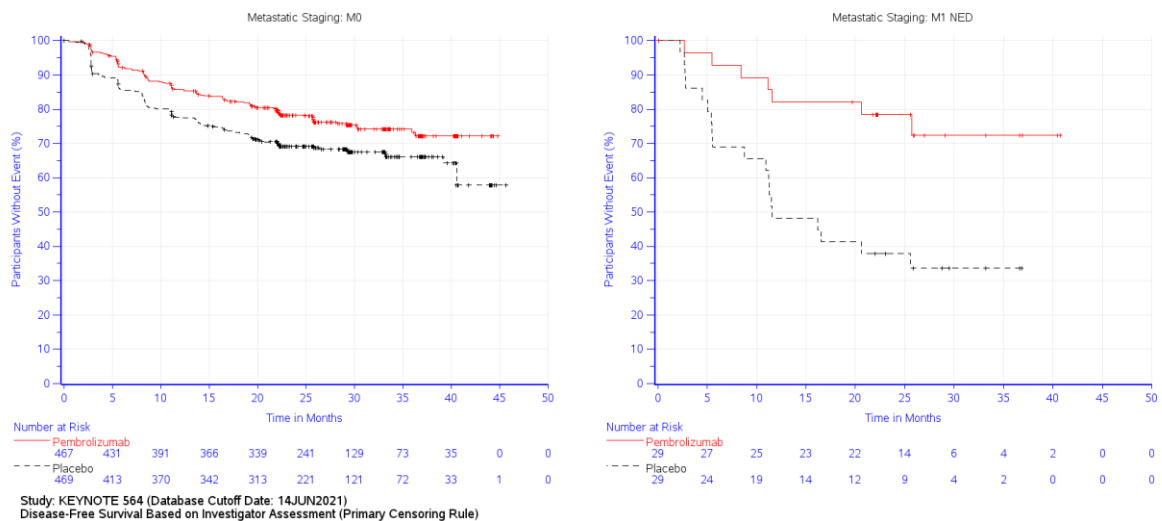 Metastatic Staging: M0
Participants Without Event (%)
100
90
80
70
60
50
40
30
20
10
0
0 5 10 15 20 25 30 35 40 45 50
Time in Months
Number at Risk
Pembrolizumab
467 431 391 366 339 241 129 73 35 0 0
Placebo
469 413 370 342 313 221 121 72 33 1 0
Metastatic Staging: M1 NED
Participants Without Event (%)
100
90
80
70
60
50
40
30
20
10
0
0 5 10 15 20 25 30 35 40 45 50
Time in Months
Number at Risk
Pembrolizumab
29 27 25 23 22 14 6 4 2 0 0
Placebo
29 24 19 14 12 9 4 2 0 0 0
Study: KEYNOTE 564 (Database Cutoff Date: 14JUN2021)
Disease-Free Survival Based on Investigator Assessment (Primary Censoring Rule)